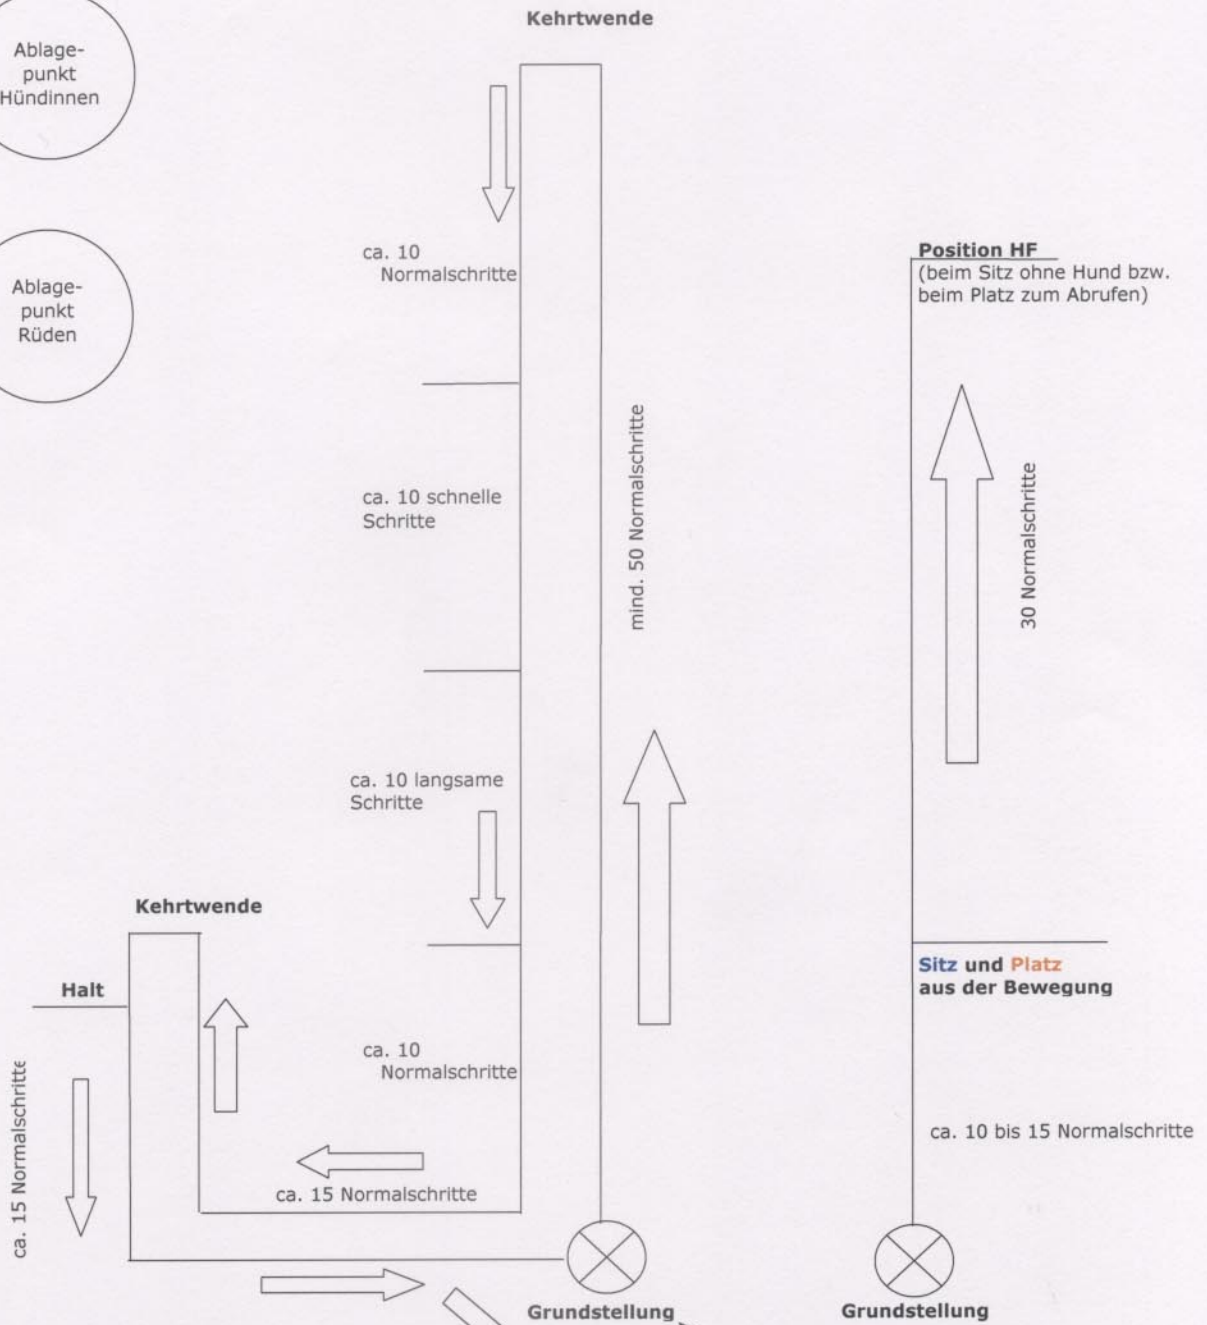 Kehrtwende
Ablage-
punkt
Hündinnen
ca. 10
Normalschritte
Ablage-
punkt
Rüden
Position HF
(beim Sitz ohne Hund bzw.
beim Platz zum Abrufen)
ca. 10 schnelle
Schritte
mind. 50 Normalschritte
30 Normalschritte
ca. 10 langsame
Schritte
Kehrtwende
Halt
Sitz und Platz
aus der Bewegung
ca. 10
Normalschritte
ca. 15 Normalschritte
ca. 10 bis 15 Normalschritte
ca. 15 Normalschritte
Grundstellung
Grundstellung